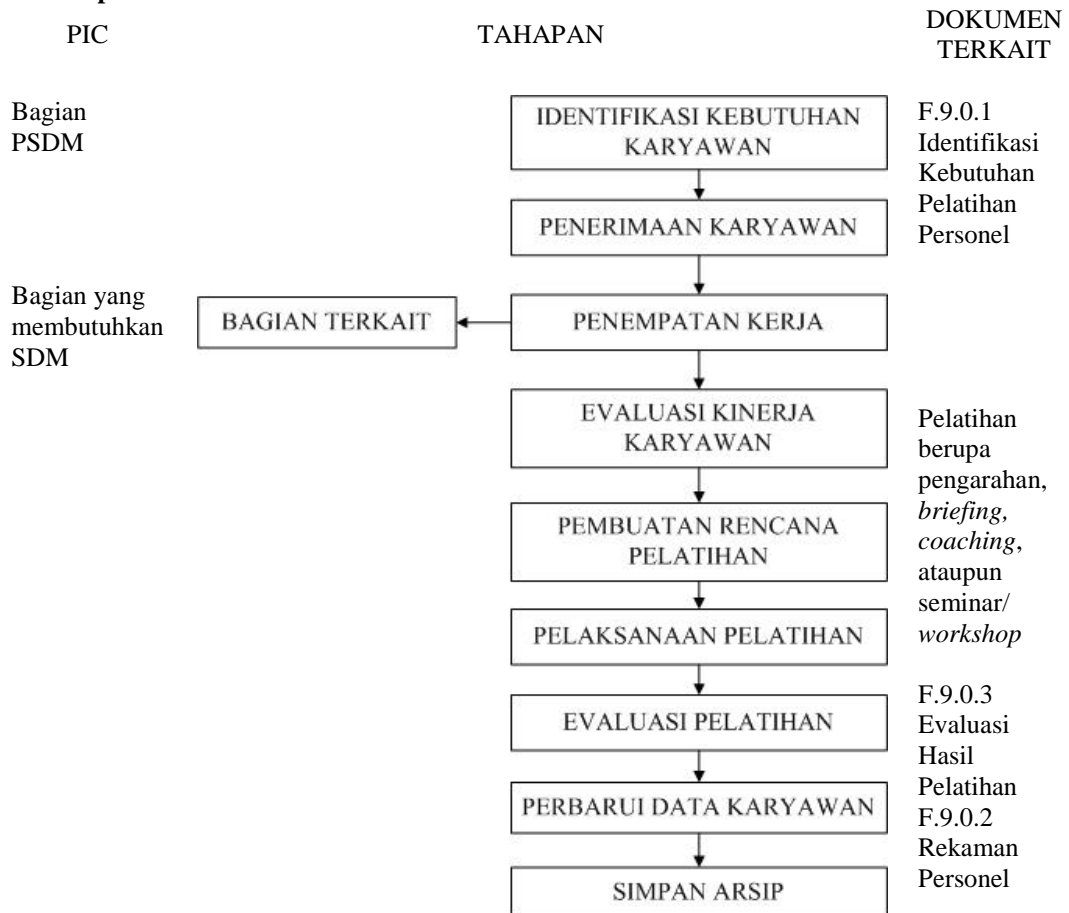 PIC
TAHAPAN
DOKUMEN
TERKAIT
Bagian
PSDM
IDENTIFIKASI KEBUTUHAN
KARYAWAN
F.9.0.1
Identifikasi
Kebutuhan
Pelatihan
Personel
PENERIMAAN KARYAWAN
Bagian yang
membutuhkan
SDM
BAGIAN TERKAIT
PENEMPATAN KERJA
EVALUASI KINERJA
KARYAWAN
Pelatihan
berupa
pengarahan,
briefing,
coaching,
ataupun
seminar/
workshop
PEMBUATAN RENCANA
PELATIHAN
PELAKSANAAN PELATIHAN
EVALUASI PELATIHAN
F.9.0.3
Evaluasi
Hasil
Pelatihan
PERBARUI DATA KARYAWAN
F.9.0.2
Rekaman
Personel
SIMPAN ARSIP